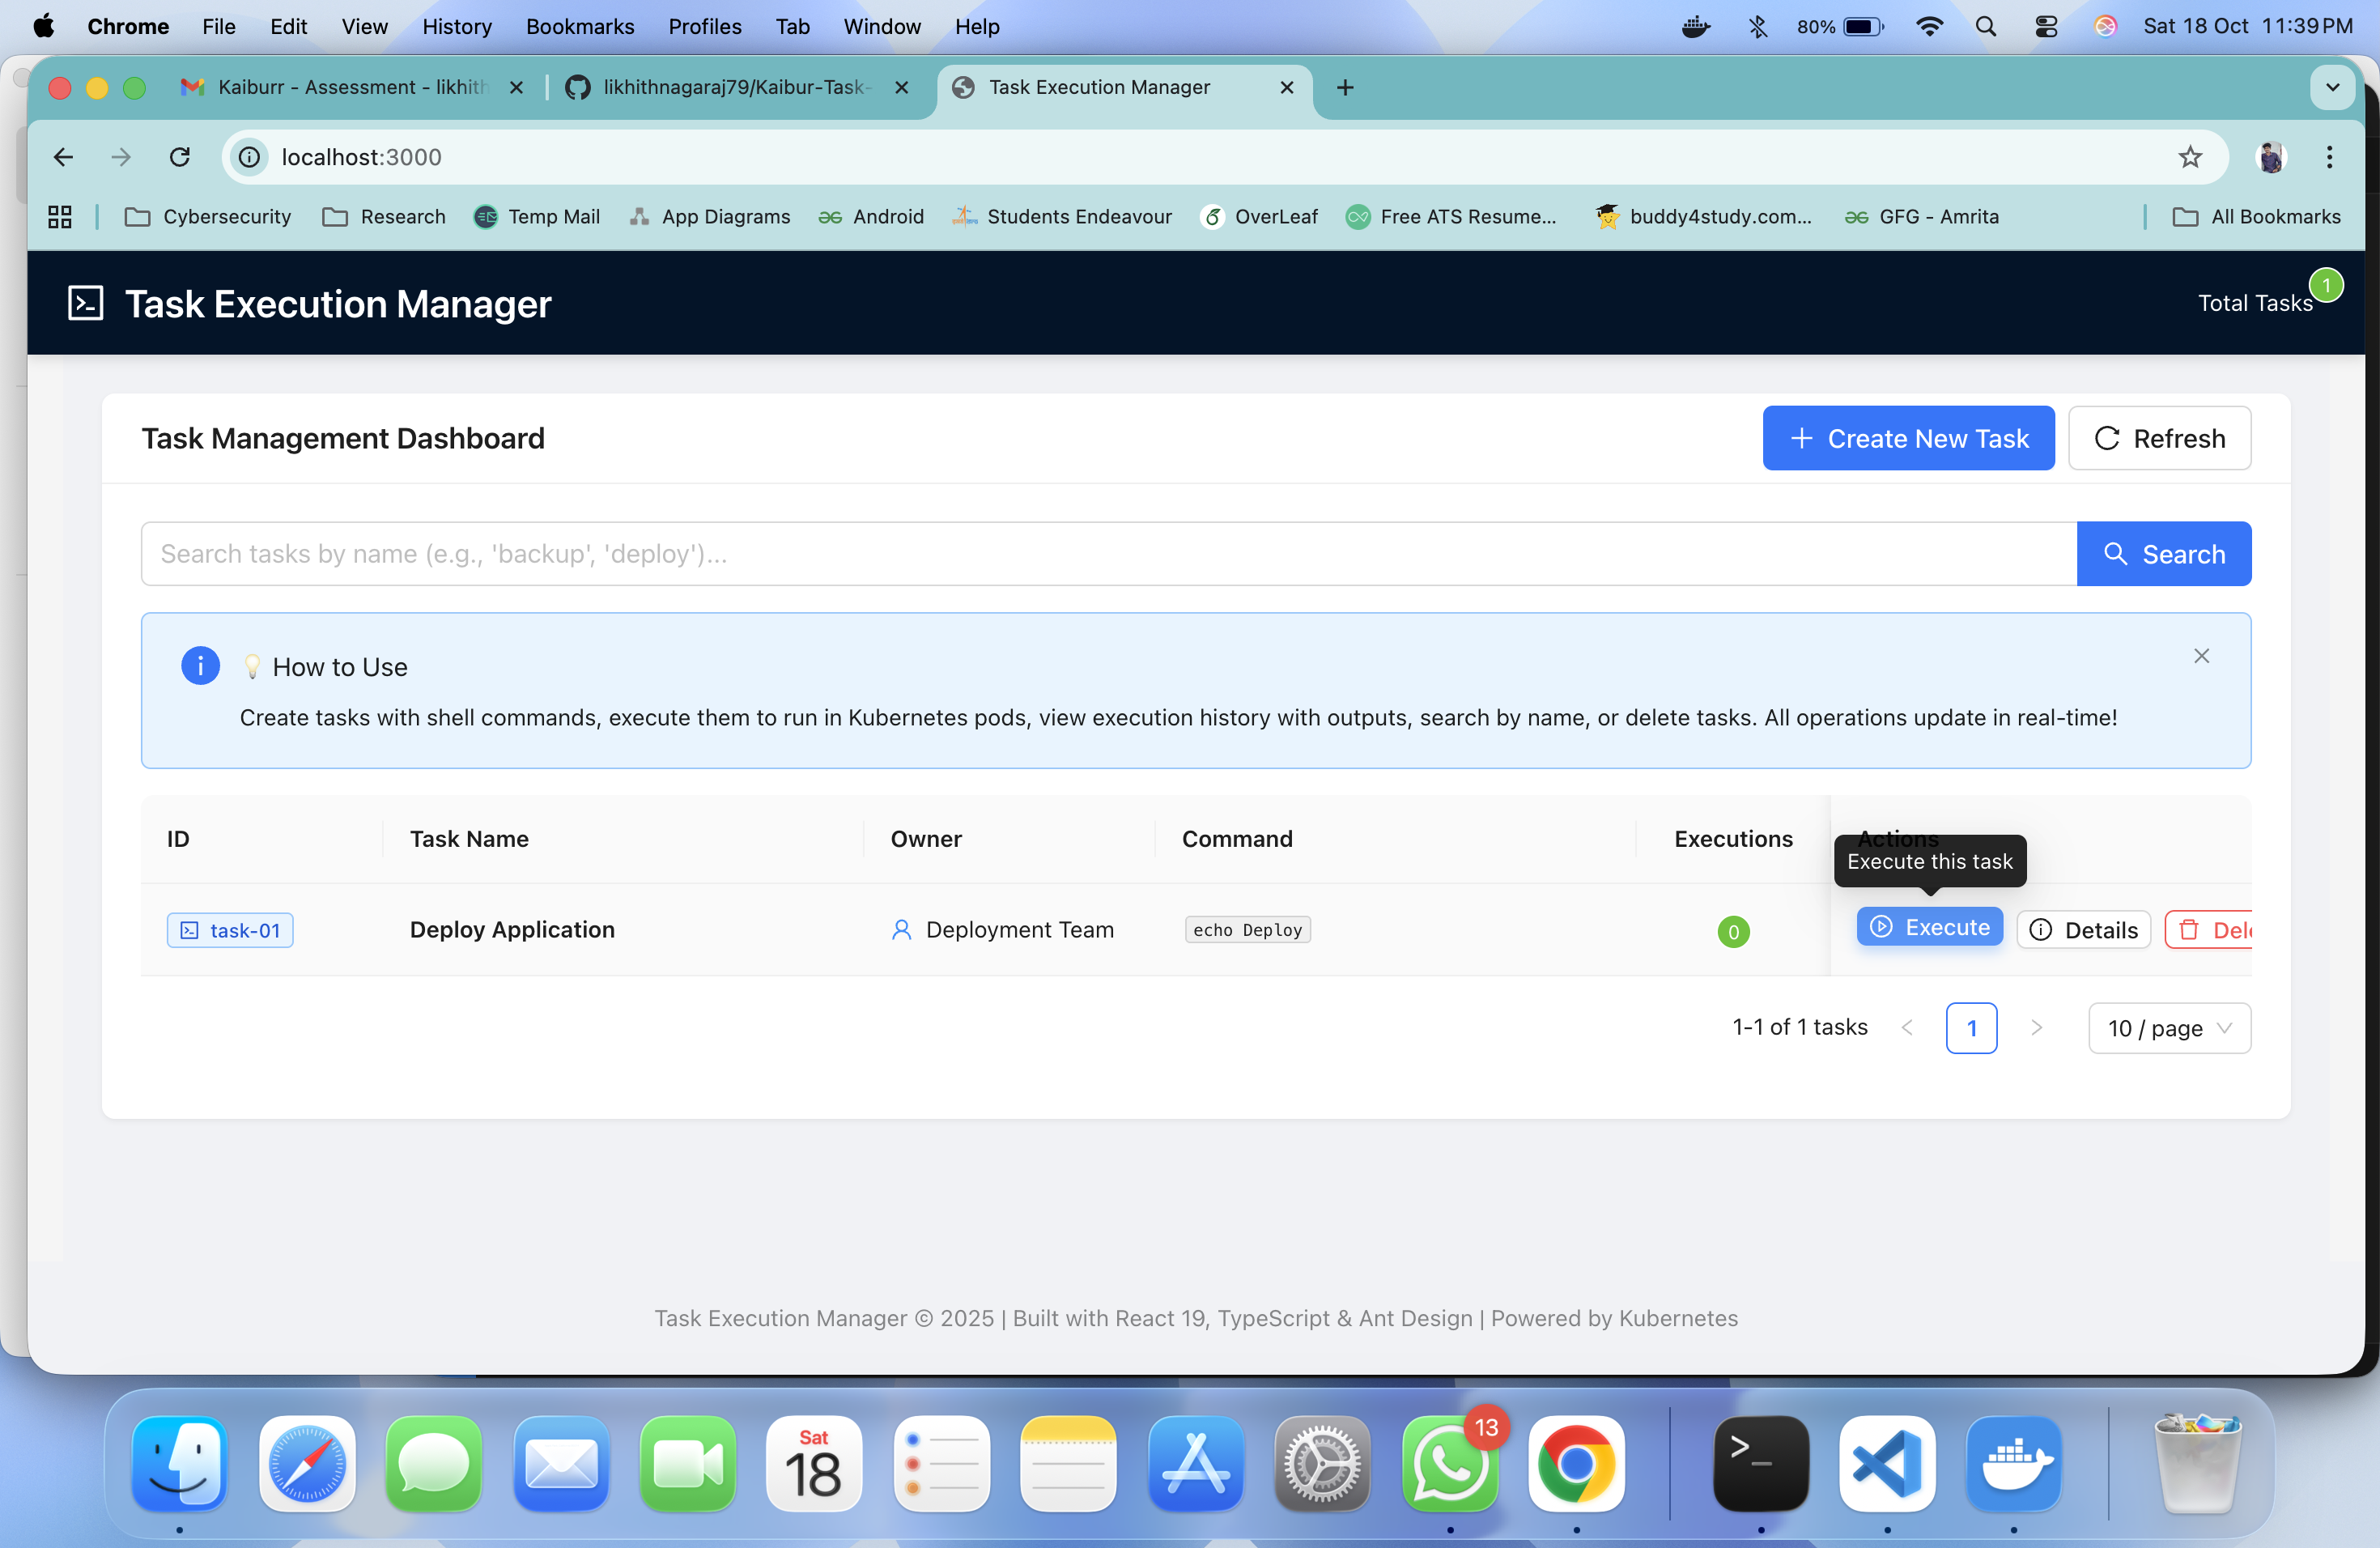 Chrome File Edit View History Bookmarks Profiles Tab Window Help 80% Sat 18 Oct 11:39 PM
Kaiburr - Assessment - likhith likhithnagaraj79/Kaibur-Task- Task Execution Manager
localhost:3000
Cybersecurity Research Temp Mail App Diagrams Android Students Endeavour OverLeaf Free ATS Resume... buddy4study.com... GFG - Amrita All Bookmarks
Task Execution Manager Total Tasks 1
Task Management Dashboard + Create New Task Refresh
Search tasks by name (e.g., 'backup', 'deploy')... Search
💡 How to Use
Create tasks with shell commands, execute them to run in Kubernetes pods, view execution history with outputs, search by name, or delete tasks. All operations update in real-time!
ID Task Name Owner Command Executions Actions
Execute this task
task-01 Deploy Application Deployment Team echo Deploy 0 Execute Details Dele
1-1 of 1 tasks < 1 > 10 / page
Task Execution Manager © 2025 | Built with React 19, TypeScript & Ant Design | Powered by Kubernetes
Sat
18
13